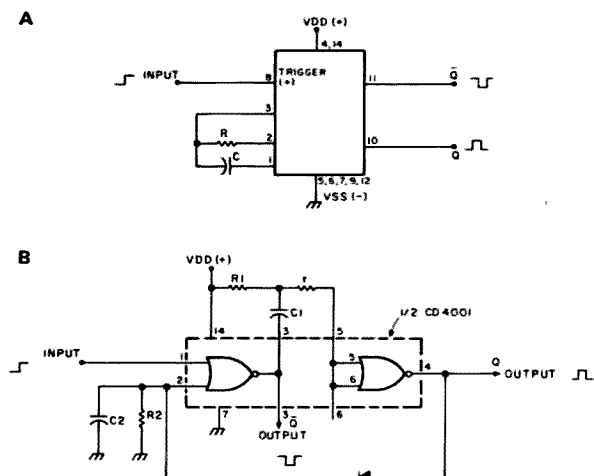 A
VDD (+)
4, 14
INPUT
8
TRIGGER
(+)
11
Q̄
3
R
2
10
Q
C
1
5, 6, 7, 9, 12
VSS (-)
B
VDD (+)
R1
r
C1
1/2 CD4001
14
3
5
INPUT
1
5
Q
2
6
4
OUTPUT
C2
R2
7
3
Q̄
6
OUTPUT